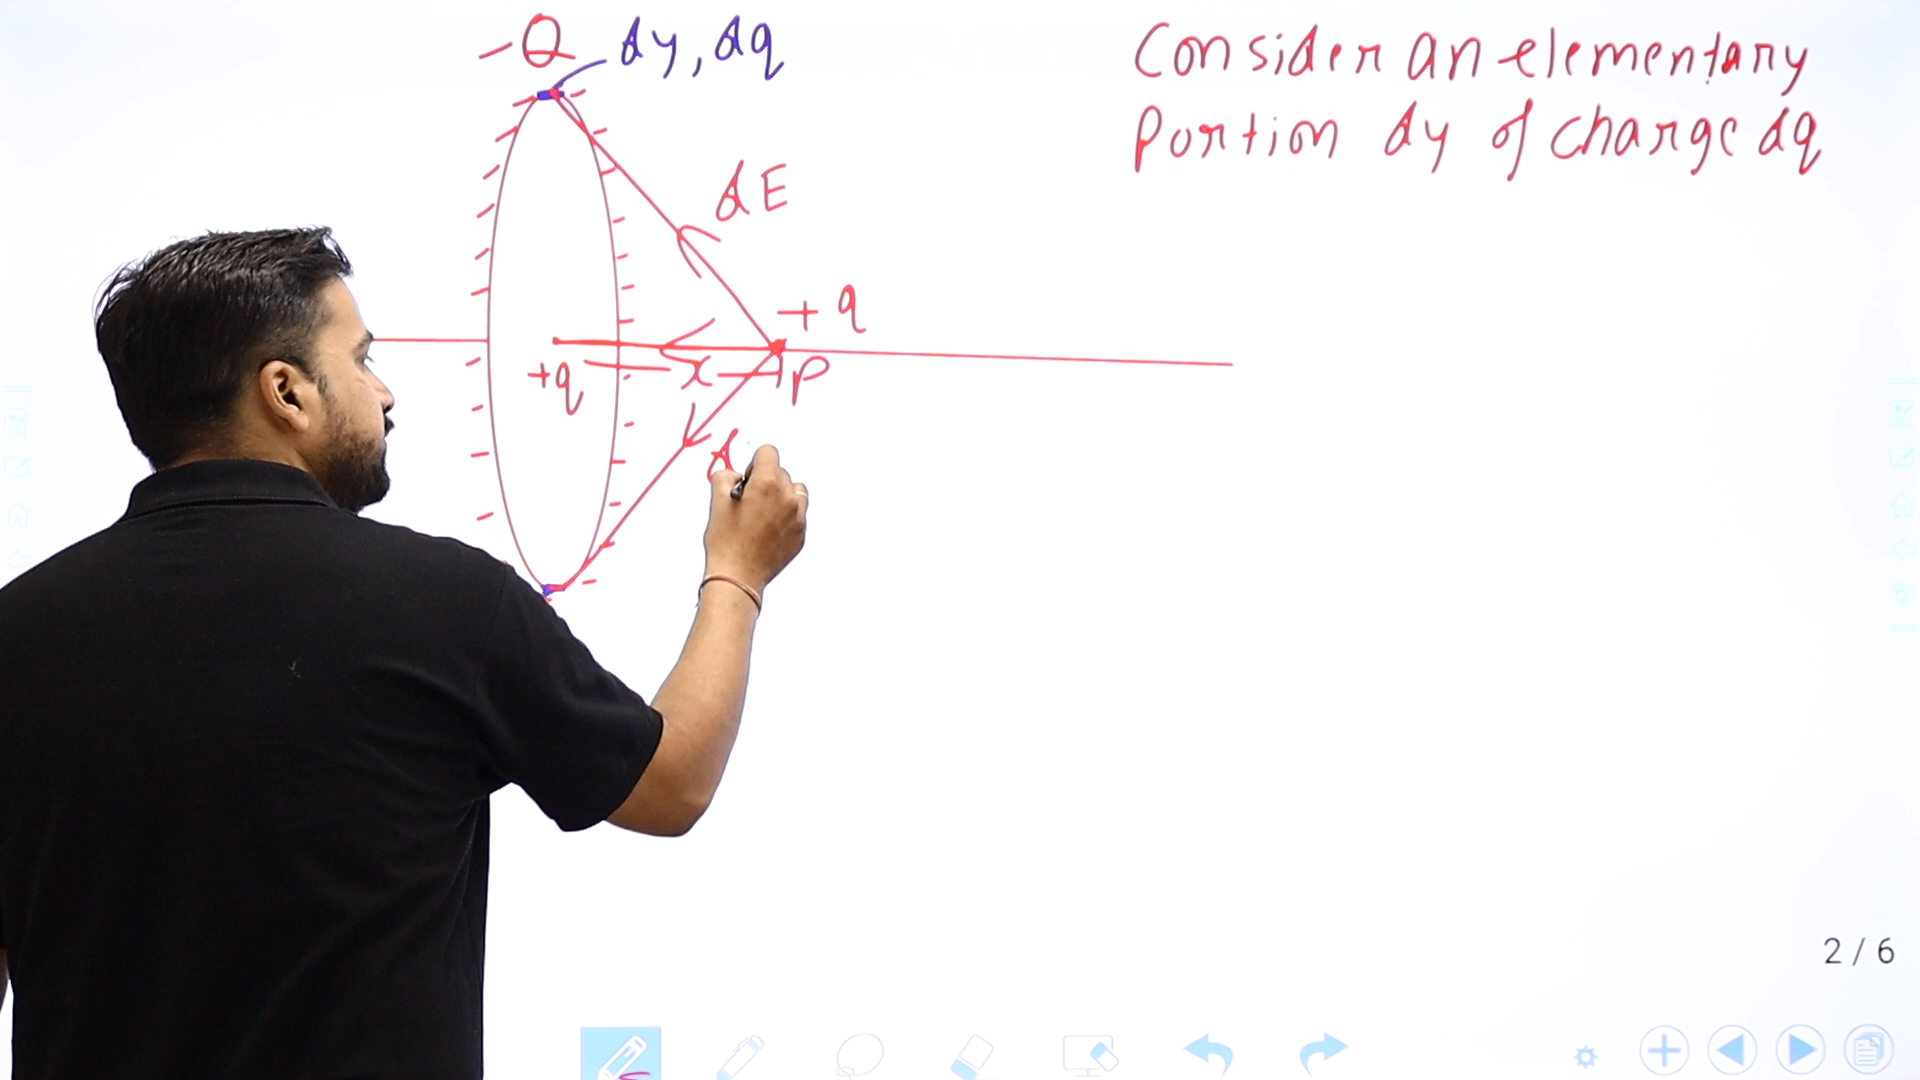 -Q dy, dq
Consider an elementary
Portion dy of charge dq
dE
+q
+q x P
d
2 / 6